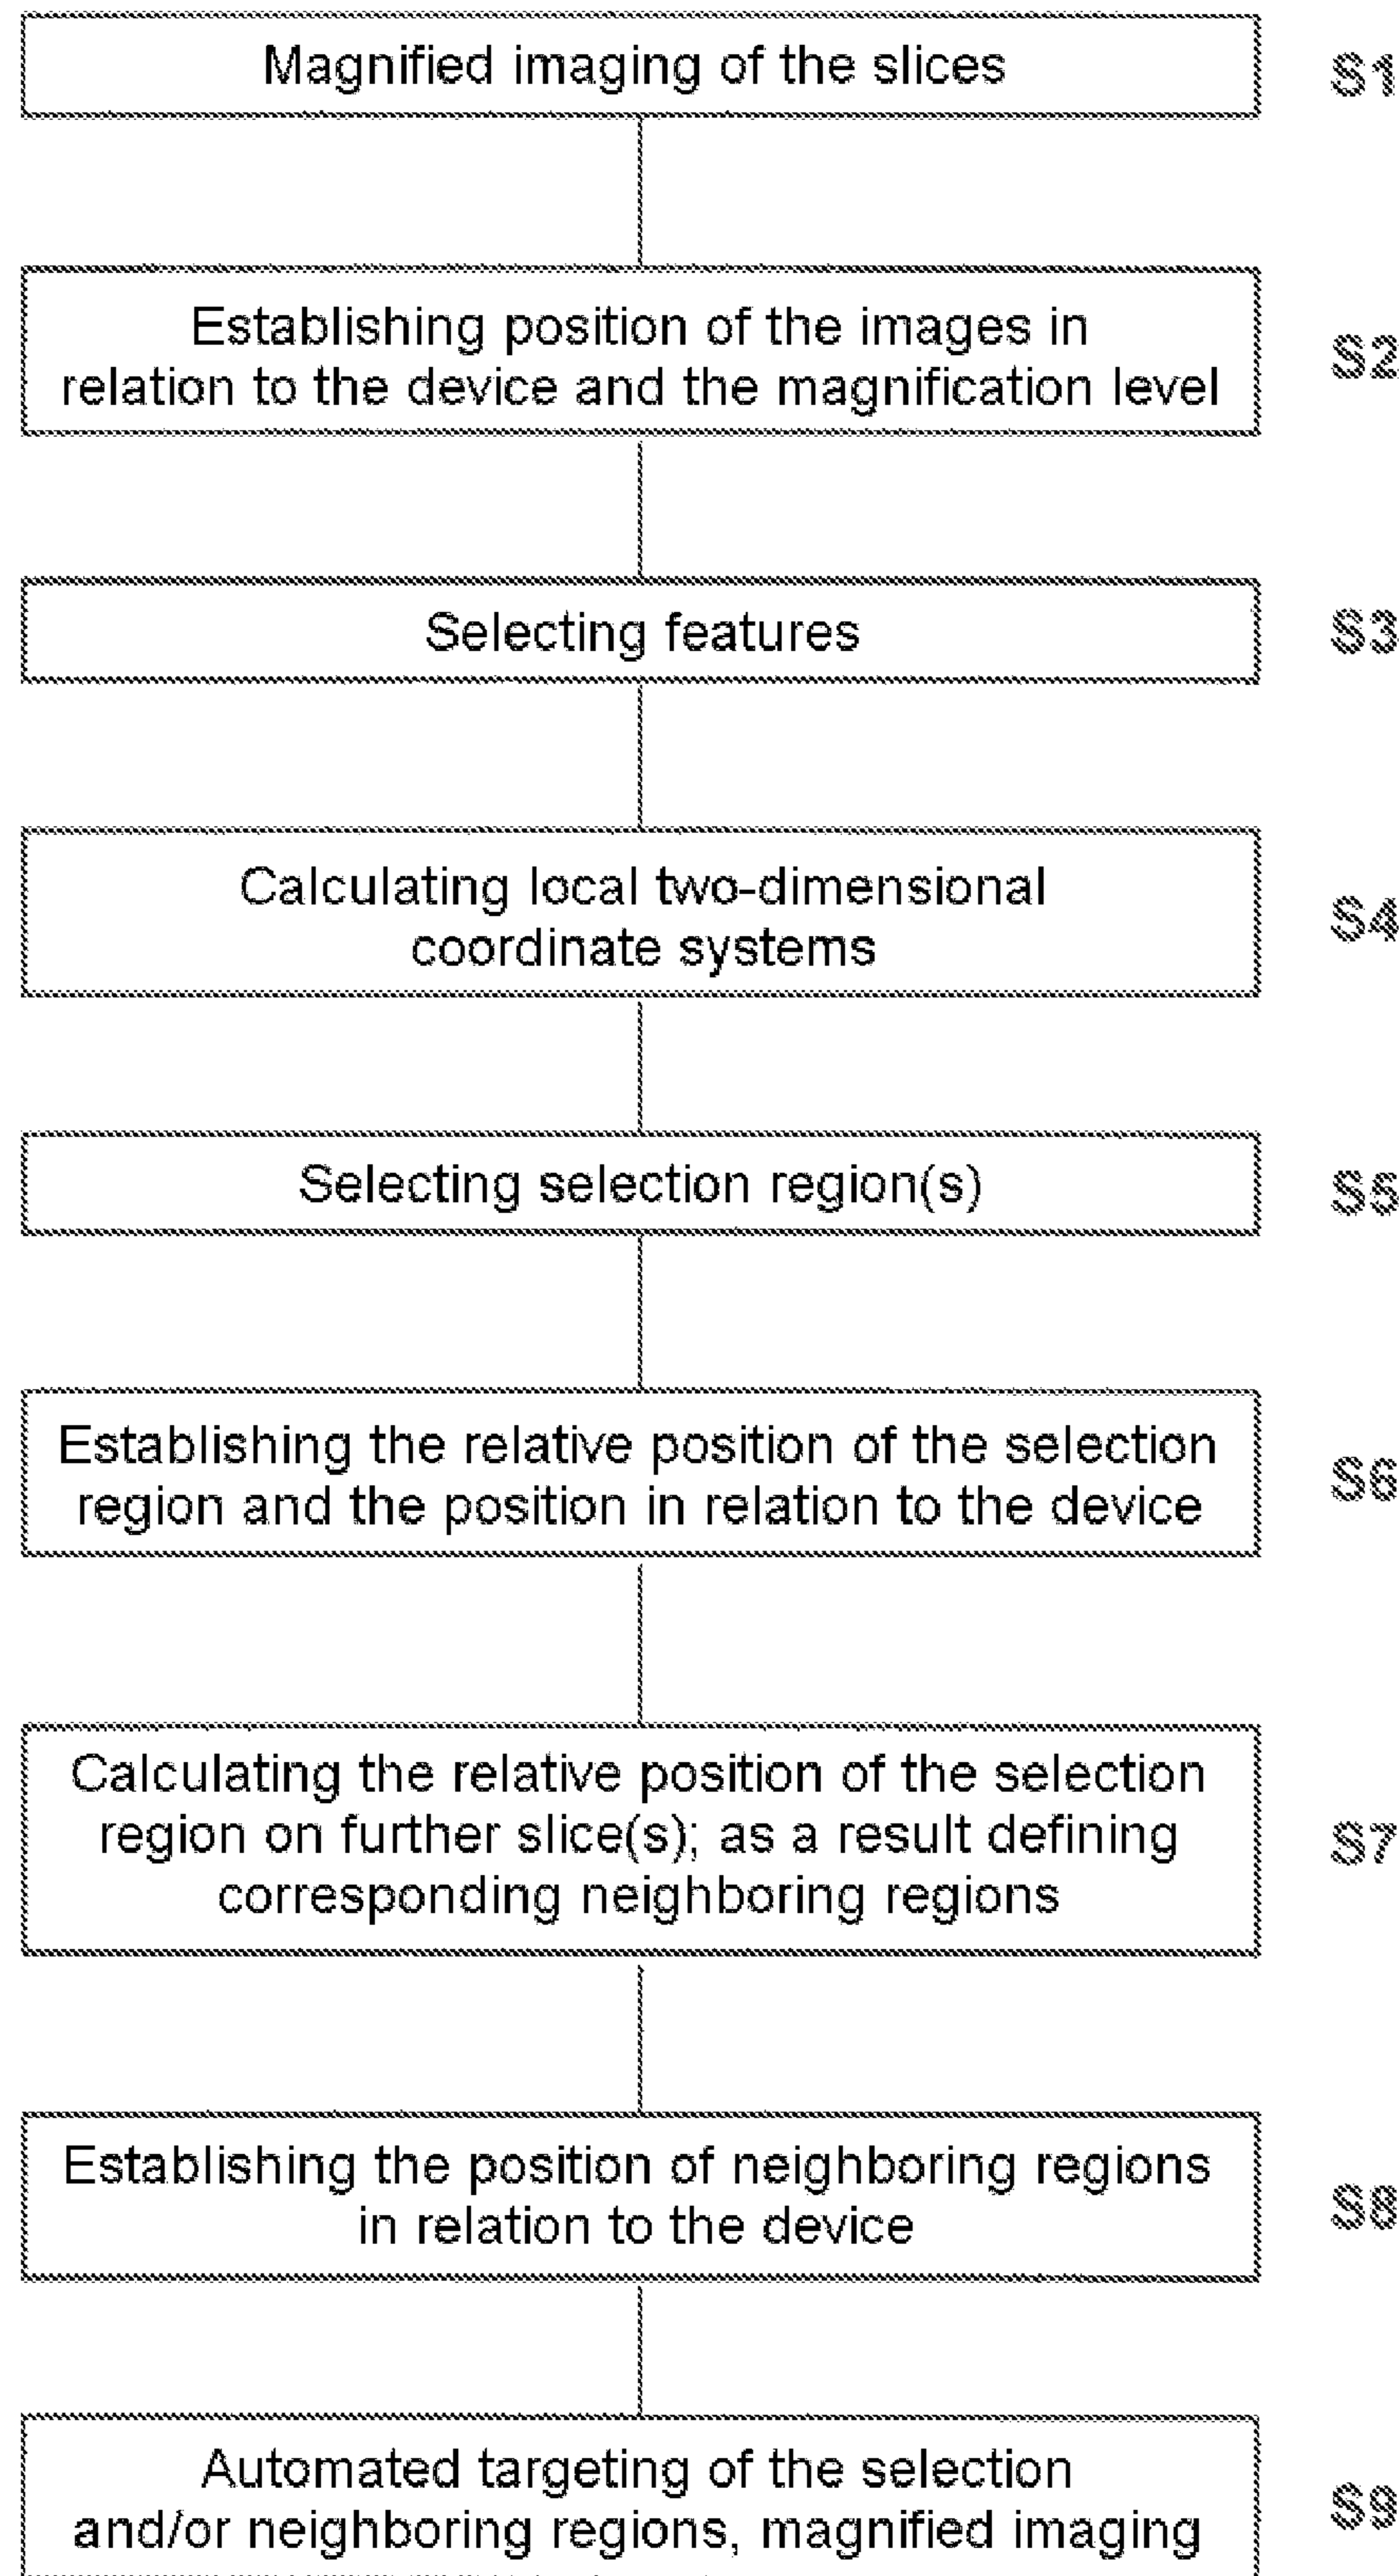 Magnified imaging of the slices
S1
Establishing position of the images in
relation to the device and the magnification level
S2
Selecting features
S3
Calculating local two-dimensional
coordinate systems
S4
Selecting selection region(s)
S5
Establishing the relative position of the selection
region and the position in relation to the device
S6
Calculating the relative position of the selection
region on further slice(s); as a result defining
corresponding neighboring regions
S7
Establishing the position of neighboring regions
in relation to the device
S8
Automated targeting of the selection
and/or neighboring regions, magnified imaging
S9